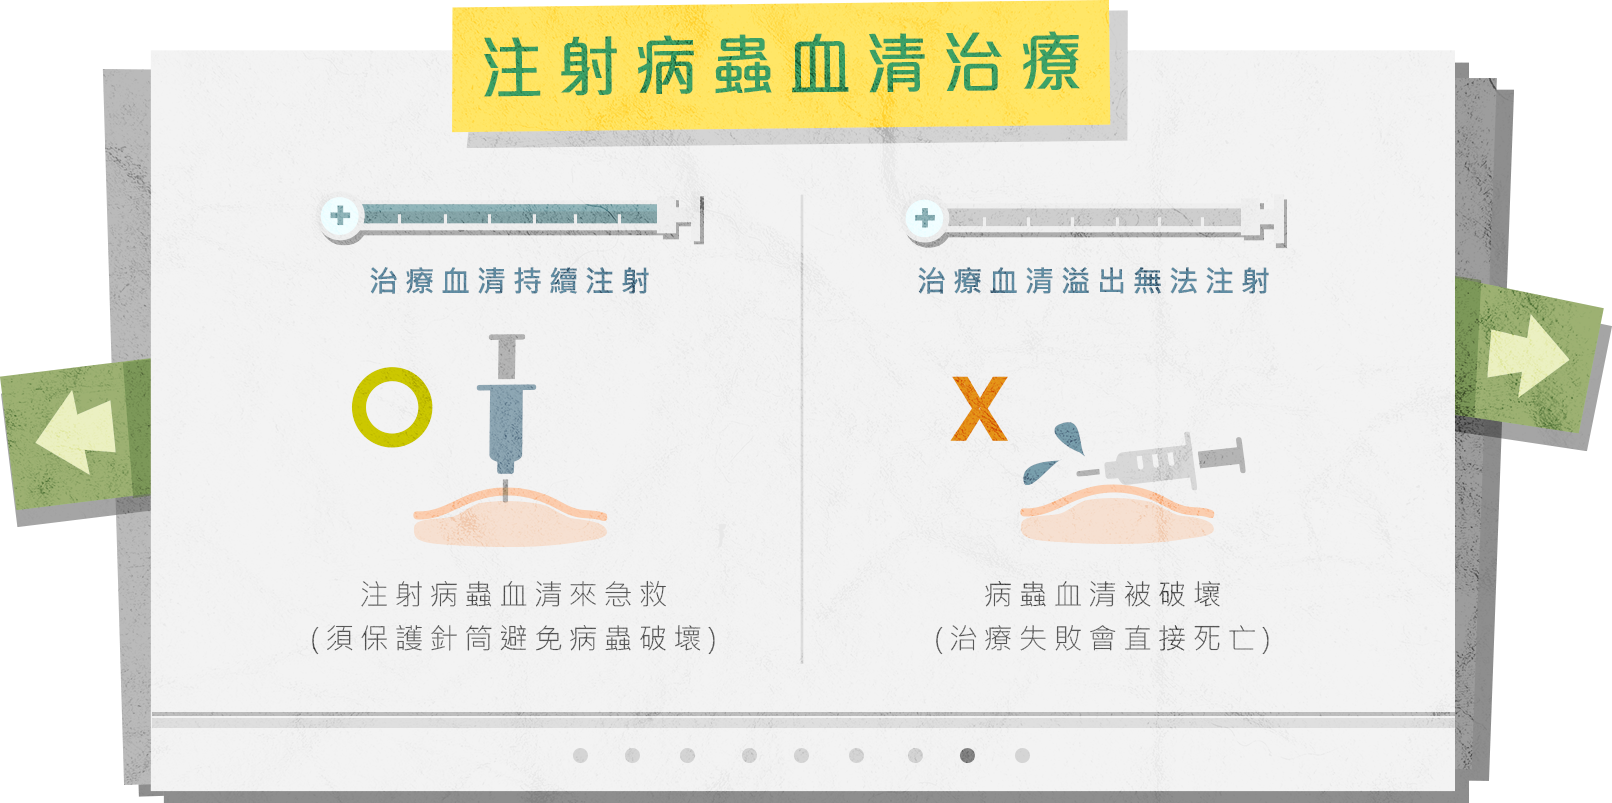 注射病蟲血清治療
治療血清持續注射
注射病蟲血清來急救
(須保護針筒避免病蟲破壞)
治療血清溢出無法注射
X
病蟲血清被破壞
(治療失敗會直接死亡)